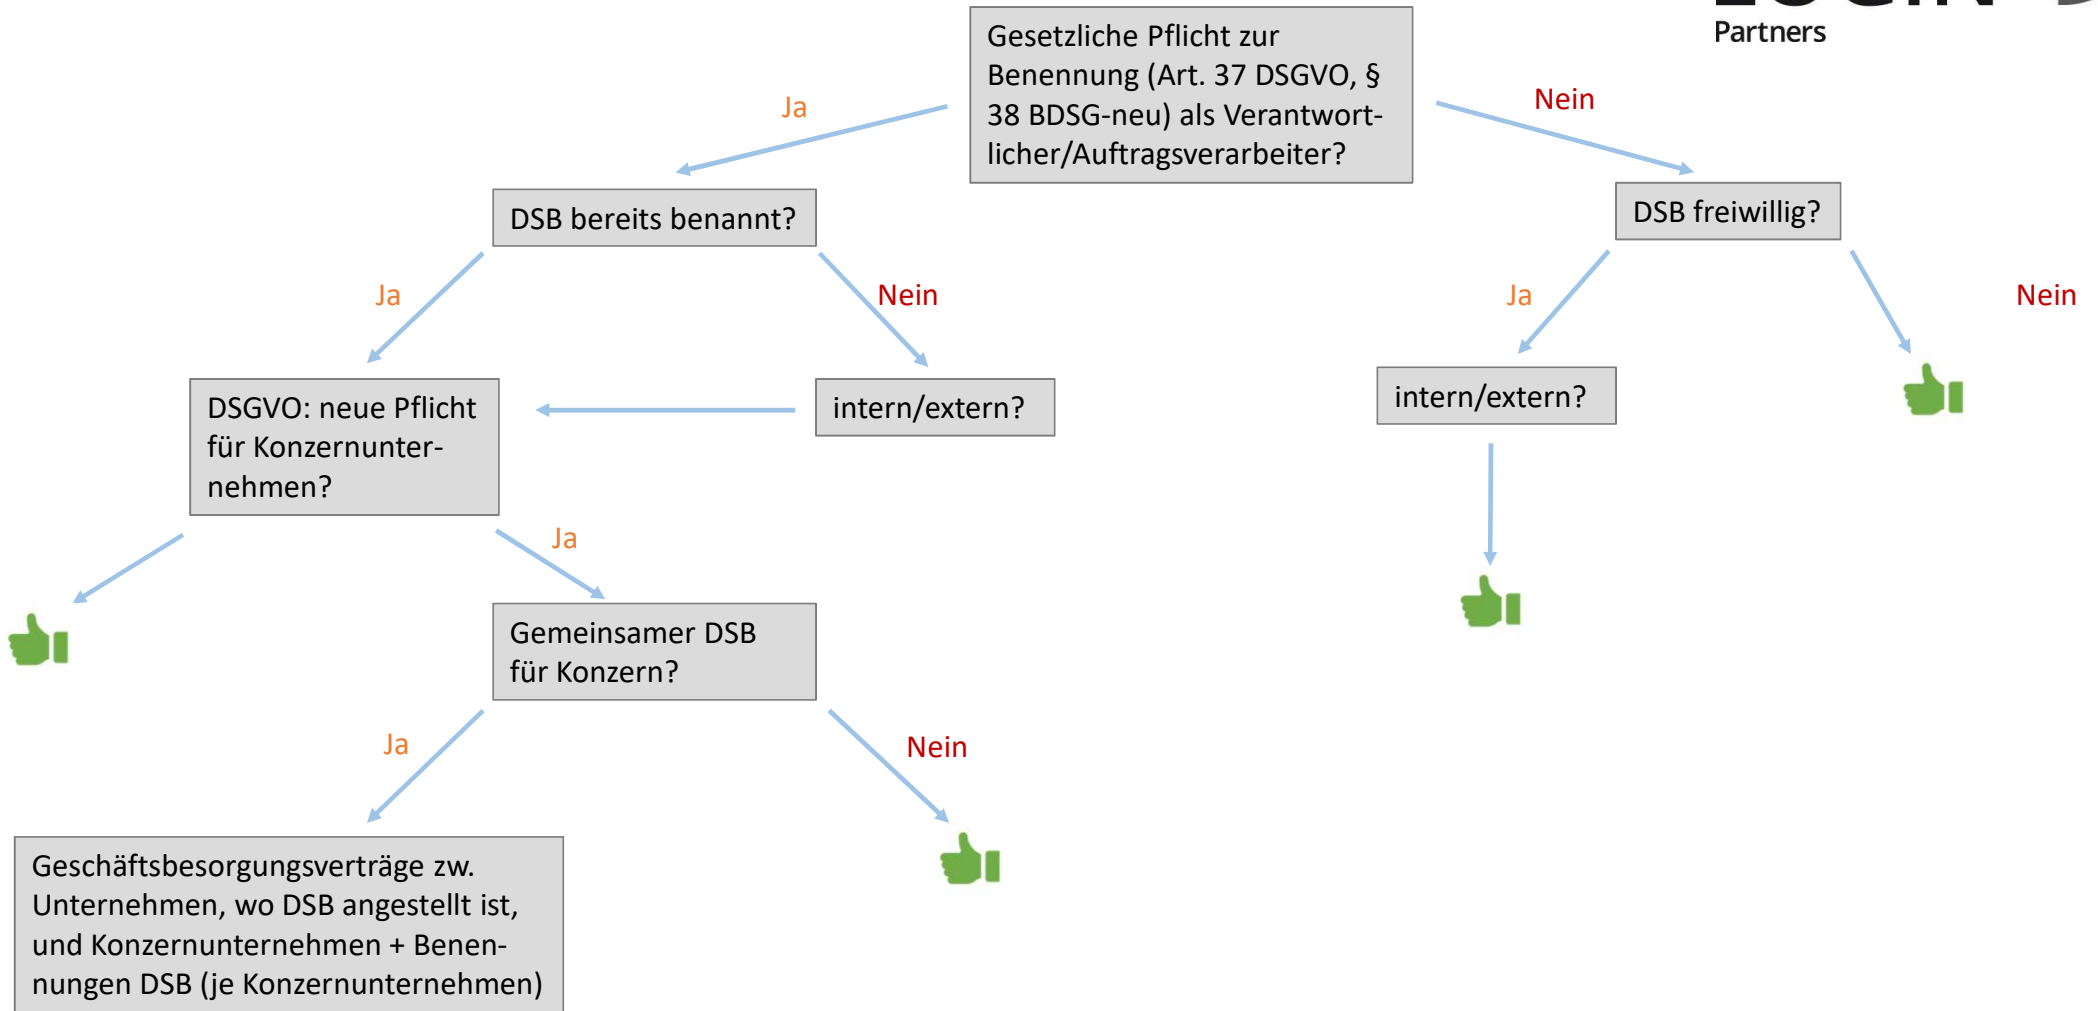 Partners
Gesetzliche Pflicht zur
Benennung (Art. 37 DSGVO, §
38 BDSG-neu) als Verantwort-
licher/Auftragsverarbeiter?
Ja
Nein
DSB bereits benannt?
DSB freiwillig?
Ja
Nein
Ja
Nein
DSGVO: neue Pflicht
für Konzernunter-
nehmen?
intern/extern?
intern/extern?
Ja
Gemeinsamer DSB
für Konzern?
Ja
Nein
Geschäftsbesorgungsverträge zw.
Unternehmen, wo DSB angestellt ist,
und Konzernunternehmen + Benen-
nungen DSB (je Konzernunternehmen)